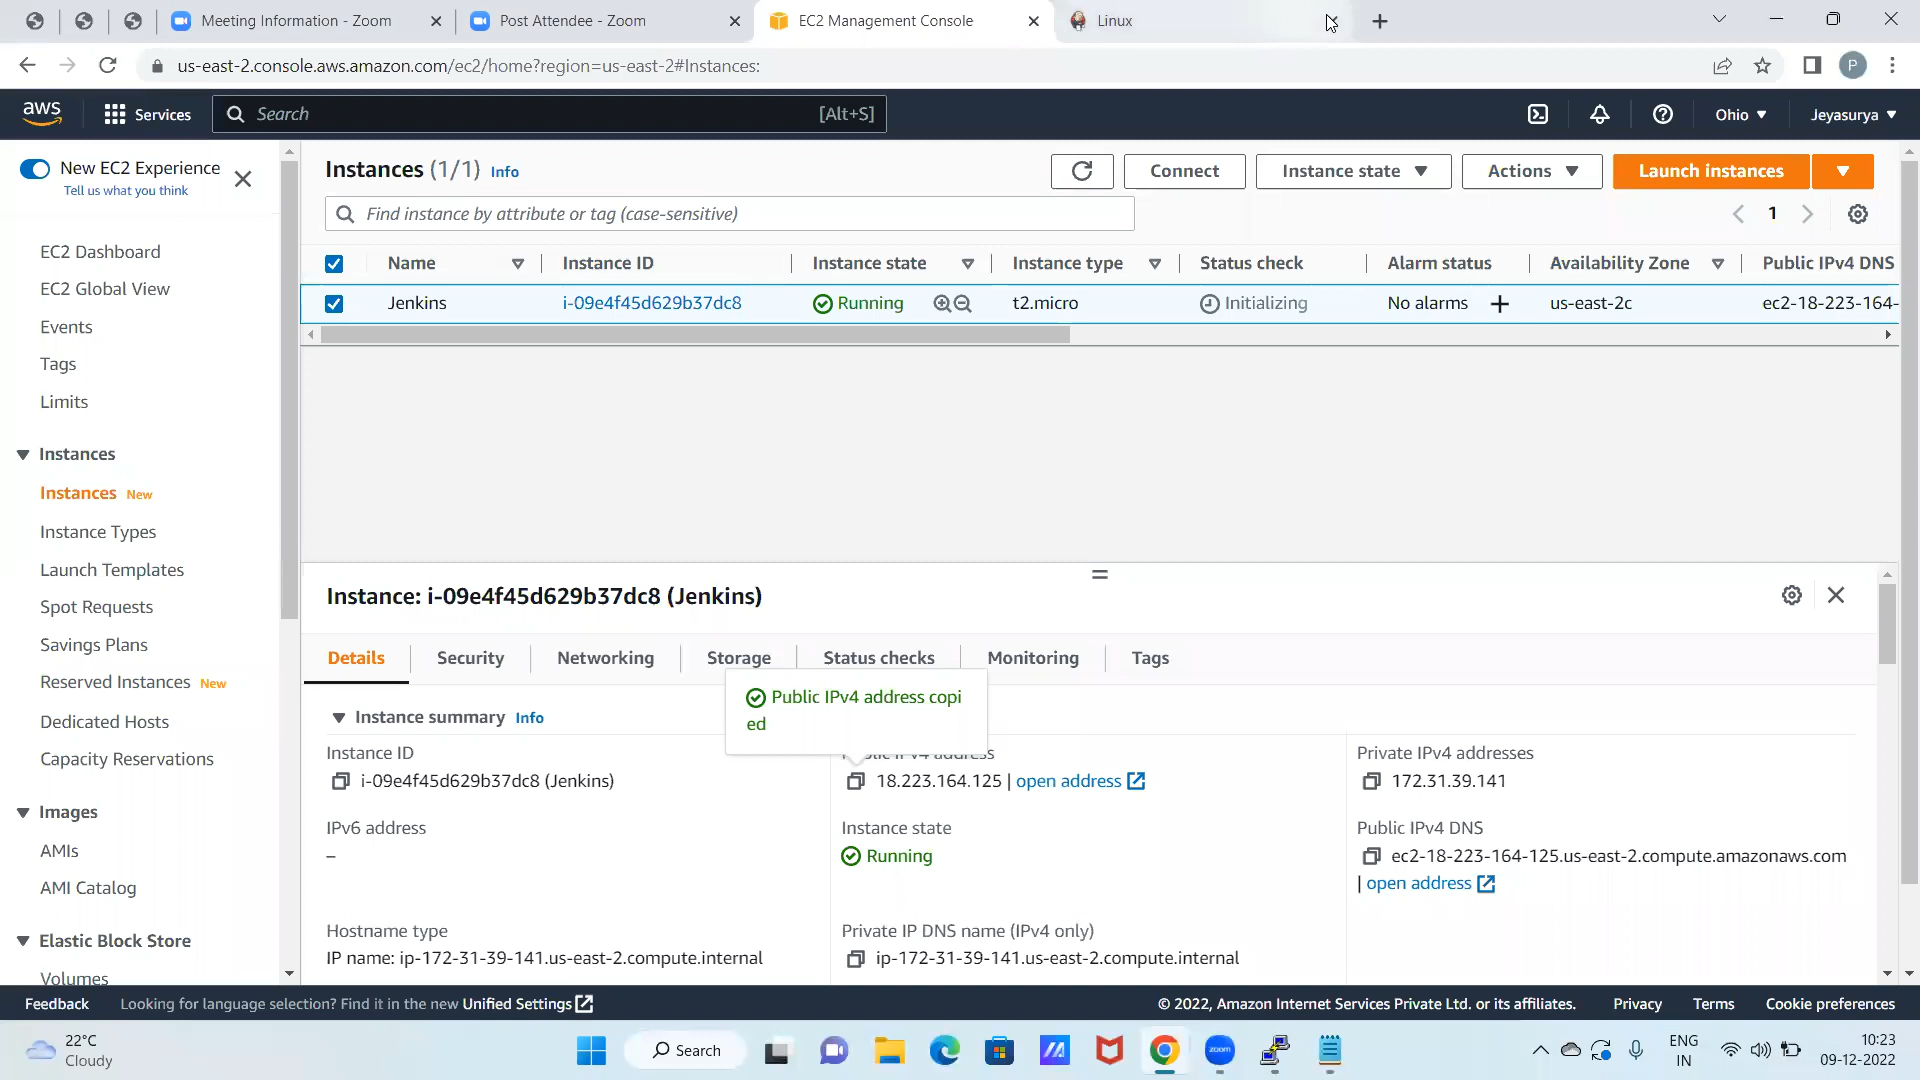 Meeting Information - Zoom
Post Attendee - Zoom
EC2 Management Console
Linux
us-east-2.console.aws.amazon.com/ec2/home?region=us-east-2#Instances:
P
aws
Services
Search
[Alt+S]
Ohio
Jeyasurya
New EC2 Experience
Tell us what you think
EC2 Dashboard
EC2 Global View
Events
Tags
Limits
Instances
Instances New
Instance Types
Launch Templates
Spot Requests
Savings Plans
Reserved Instances New
Dedicated Hosts
Capacity Reservations
Images
AMIs
AMI Catalog
Elastic Block Store
Volumes
Instances (1/1) Info
Connect
Instance state
Actions
Launch instances
Find instance by attribute or tag (case-sensitive)
1
Name
Instance ID
Instance state
Instance type
Status check
Alarm status
Availability Zone
Public IPv4 DNS
Jenkins
i-09e4f45d629b37dc8
Running
t2.micro
Initializing
No alarms
us-east-2c
ec2-18-223-164-
Instance: i-09e4f45d629b37dc8 (Jenkins)
Details
Security
Networking
Storage
Status checks
Monitoring
Tags
Public IPv4 address copi
ed
Instance summary Info
Instance ID
i-09e4f45d629b37dc8 (Jenkins)
Public IPv4 address
18.223.164.125 | open address
Private IPv4 addresses
172.31.39.141
IPv6 address
–
Instance state
Running
Public IPv4 DNS
ec2-18-223-164-125.us-east-2.compute.amazonaws.com
| open address
Hostname type
IP name: ip-172-31-39-141.us-east-2.compute.internal
Private IP DNS name (IPv4 only)
ip-172-31-39-141.us-east-2.compute.internal
Feedback
Looking for language selection? Find it in the new Unified Settings
© 2022, Amazon Internet Services Private Ltd. or its affiliates.
Privacy
Terms
Cookie preferences
22°C
Cloudy
Search
zoom
ENG
IN
10:23
09-12-2022